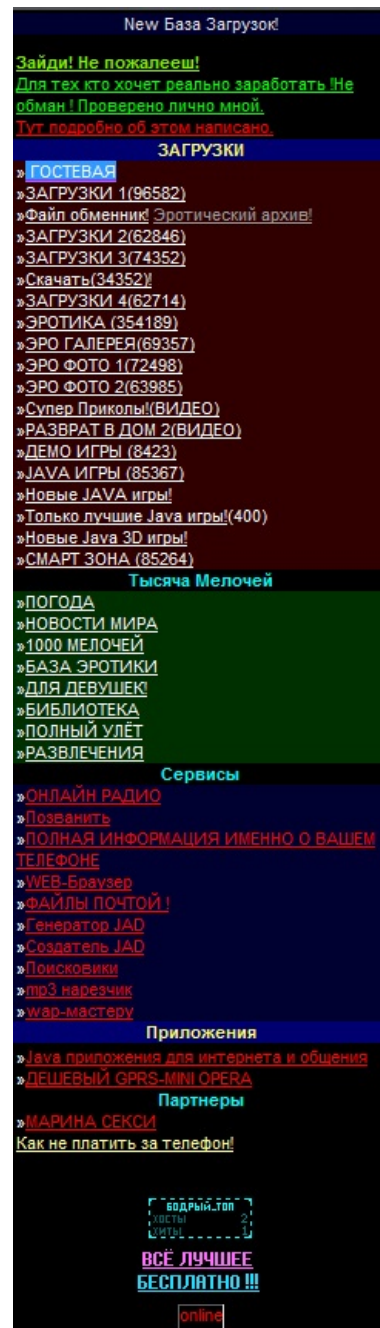 New База Загрузок!
Зайди! Не пожалееш!
Для тех кто хочет реально заработать !Не
обман ! Проверено лично мной.
Тут подробно об этом написано.
ЗАГРУЗКИ
» ГОСТЕВАЯ
»ЗАГРУЗКИ 1(96582)
»Файл обменник! Эротический архив!
»ЗАГРУЗКИ 2(62846)
»ЗАГРУЗКИ 3(74352)
»Скачать(34352)!
»ЗАГРУЗКИ 4(62714)
»ЭРОТИКА (354189)
»ЭРО ГАЛЕРЕЯ(69357)
»ЭРО ФОТО 1(72498)
»ЭРО ФОТО 2(63985)
»Супер Приколы!(ВИДЕО)
»РАЗВРАТ В ДОМ 2(ВИДЕО)
»ДЕМО ИГРЫ (8423)
»JAVA ИГРЫ (85367)
»Новые JAVA игры!
»Только лучшие Java игры!(400)
»Новые Java 3D игры!
»СМАРТ ЗОНА (85264)
Тысяча Мелочей
»ПОГОДА
»НОВОСТИ МИРА
»1000 МЕЛОЧЕЙ
»БАЗА ЭРОТИКИ
»ДЛЯ ДЕВУШЕК!
»БИБЛИОТЕКА
»ПОЛНЫЙ УЛЁТ
»РАЗВЛЕЧЕНИЯ
Сервисы
»ОНЛАЙН РАДИО
»Позванить
»ПОЛНАЯ ИНФОРМАЦИЯ ИМЕННО О ВАШЕМ
ТЕЛЕФОНЕ
»WEB-Браузер
»ФАЙЛЫ ПОЧТОЙ !
»Генератор JAD
»Создатель JAD
»Поисковики
»mp3 нарезчик
»wap-мастеру
Приложения
»Java приложения для интернета и общения
»ДЕШЕВЫЙ GPRS-MINI OPERA
Партнеры
»МАРИНА СЕКСИ
Как не платить за телефон!
БОДРЫЙ_ТОП
ХОСТЫ 2
ХИТЫ 1
ВСЁ ЛУЧШЕЕ
БЕСПЛАТНО !!!
online